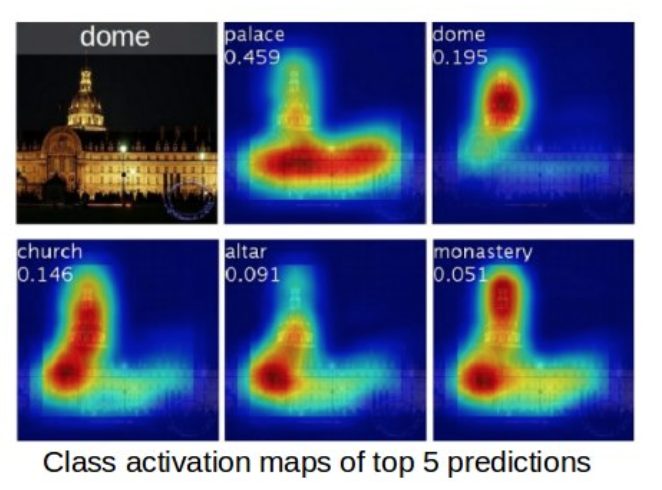 dome
palace
0.459
dome
0.195
church
0.146
altar
0.091
monastery
0.051
Class activation maps of top 5 predictions